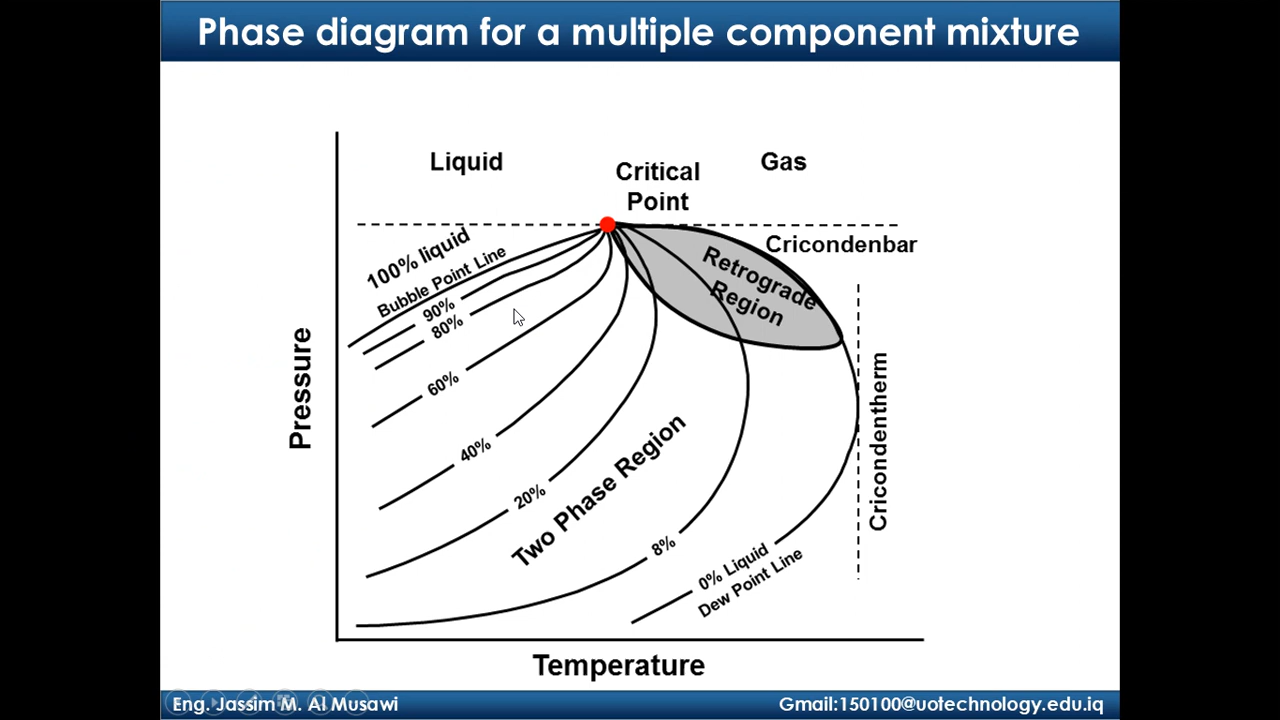 Phase diagram for a multiple component mixture
Liquid
Critical
Point
Gas
Cricondenbar
100% liquid
Bubble Point Line
90%
80%
60%
40%
20%
8%
Retrograde
Region
Two Phase Region
0% Liquid
Dew Point Line
Cricondentherm
Pressure
Temperature
Eng. Jassim M. Al Musawi
Gmail:150100@uotechnology.edu.iq